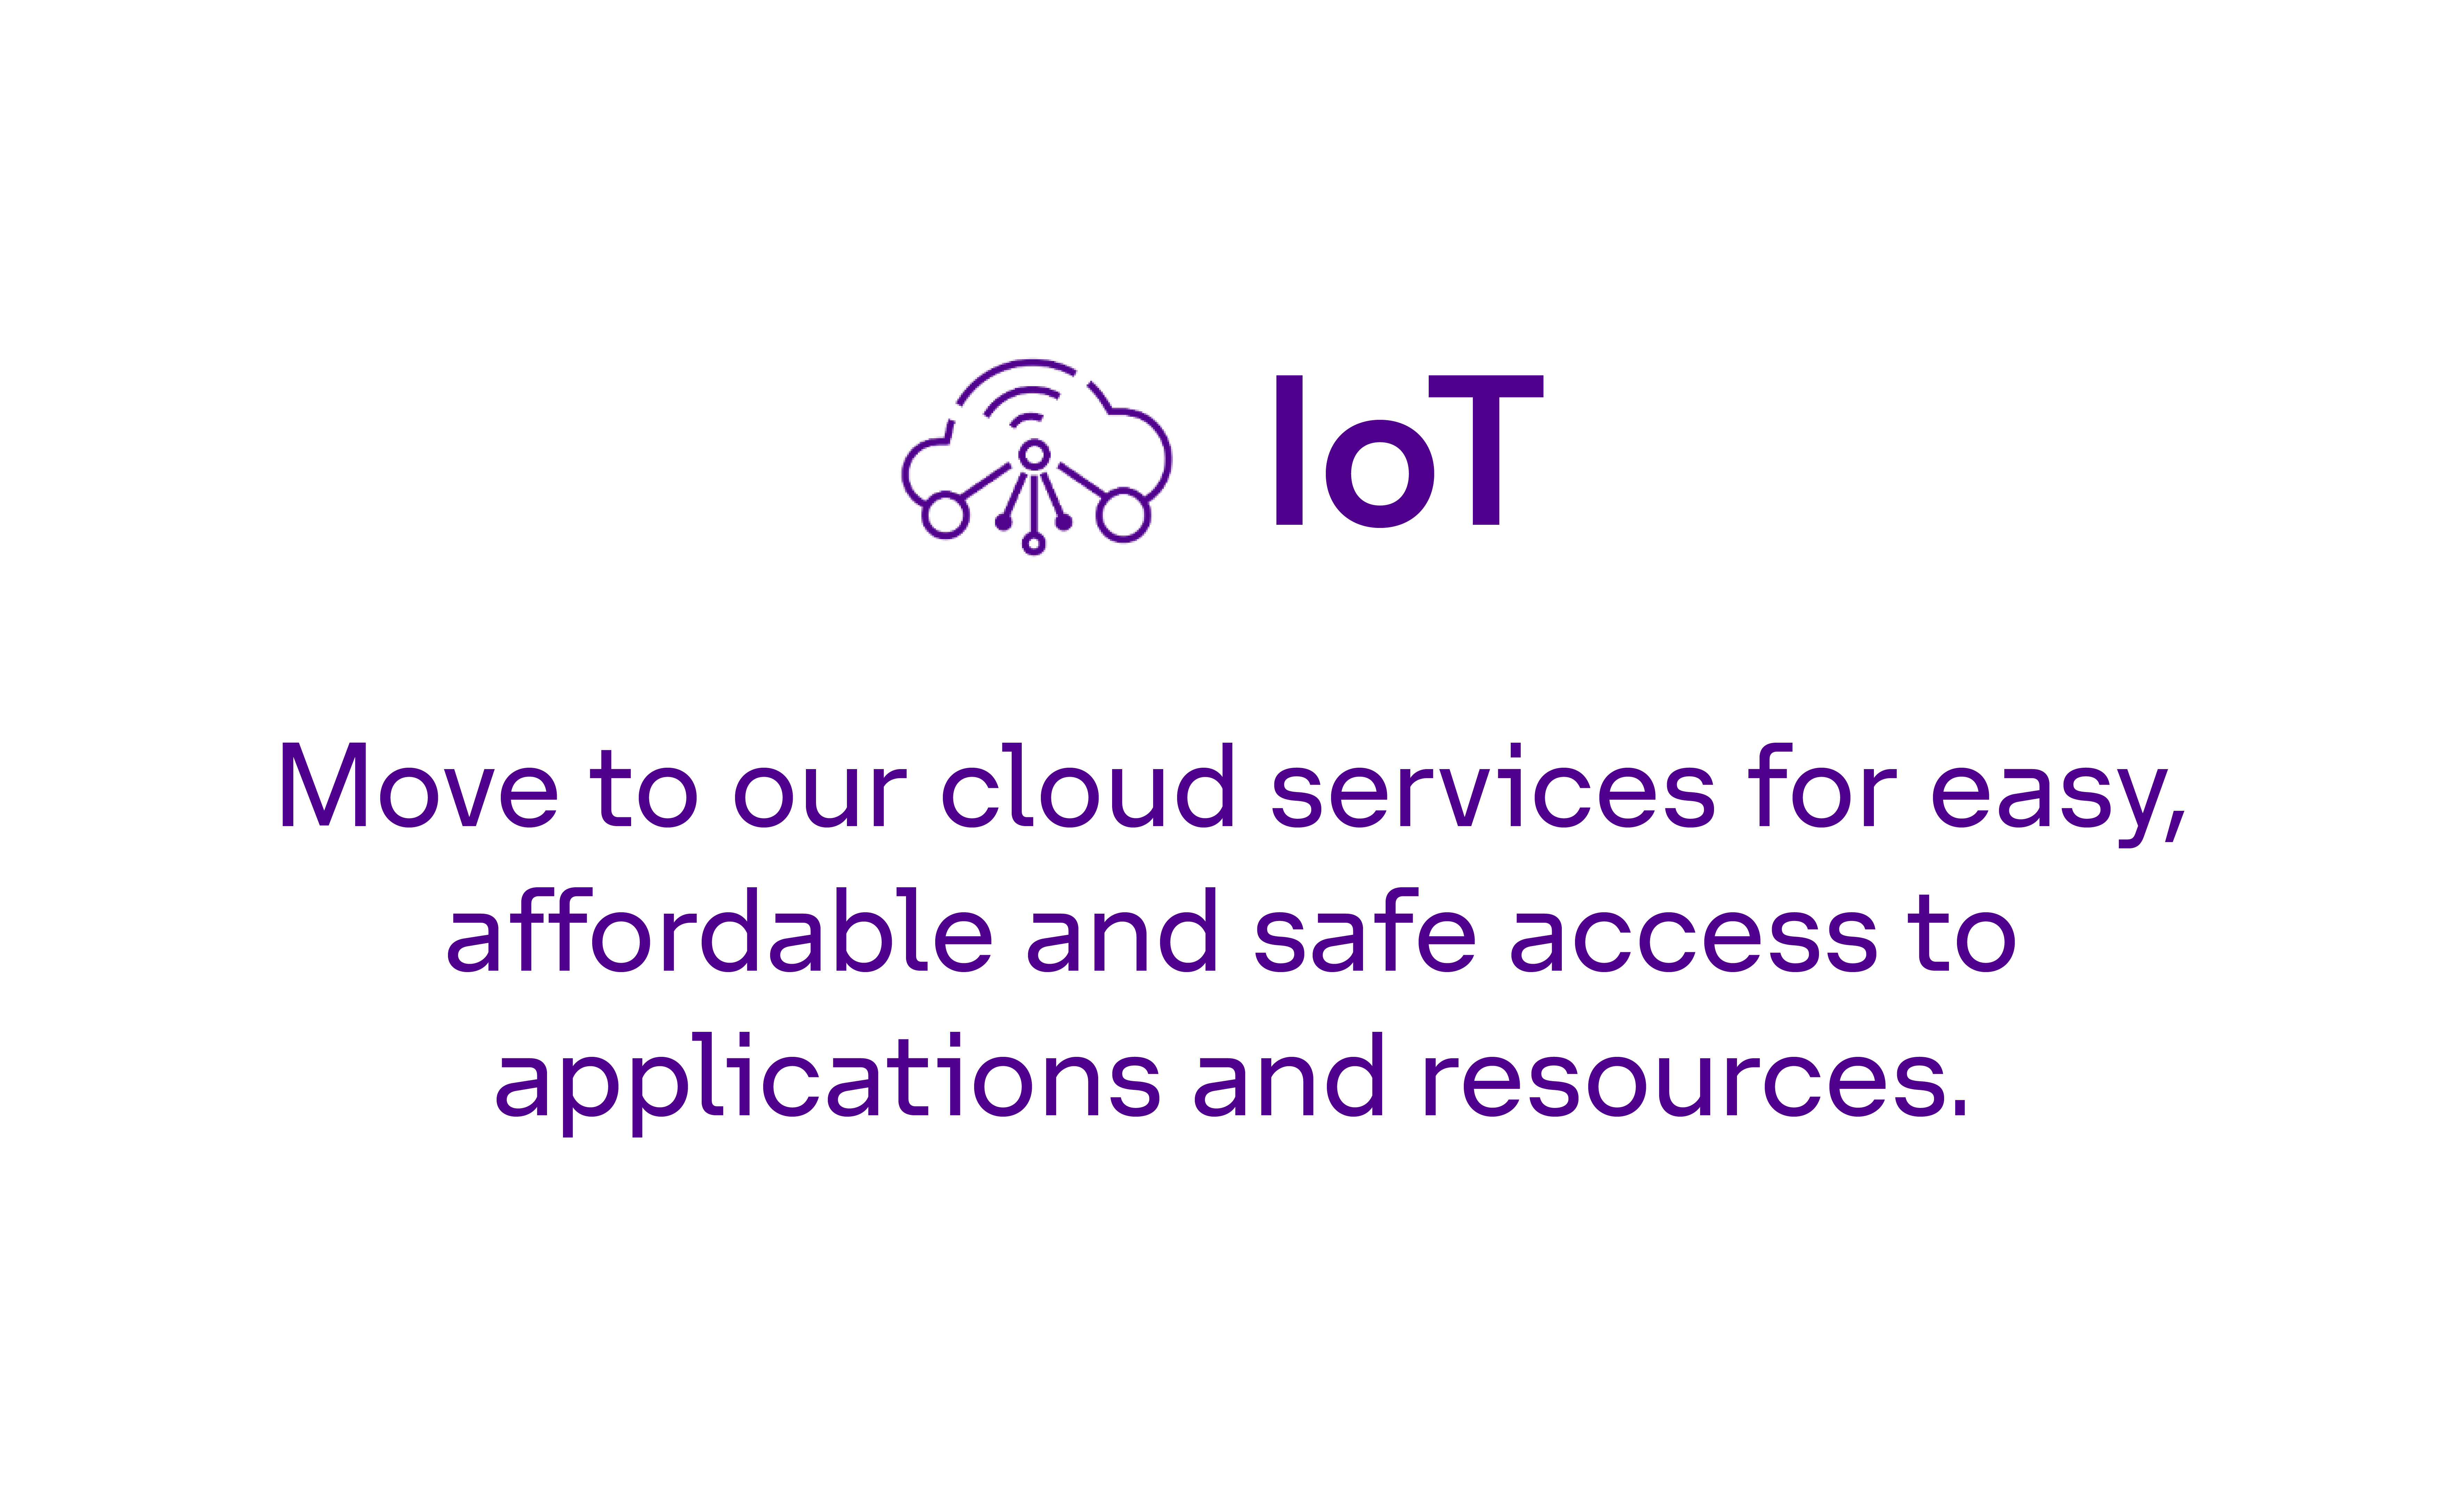 IoT
Move to our cloud services for easy,
affordable and safe access to
applications and resources.